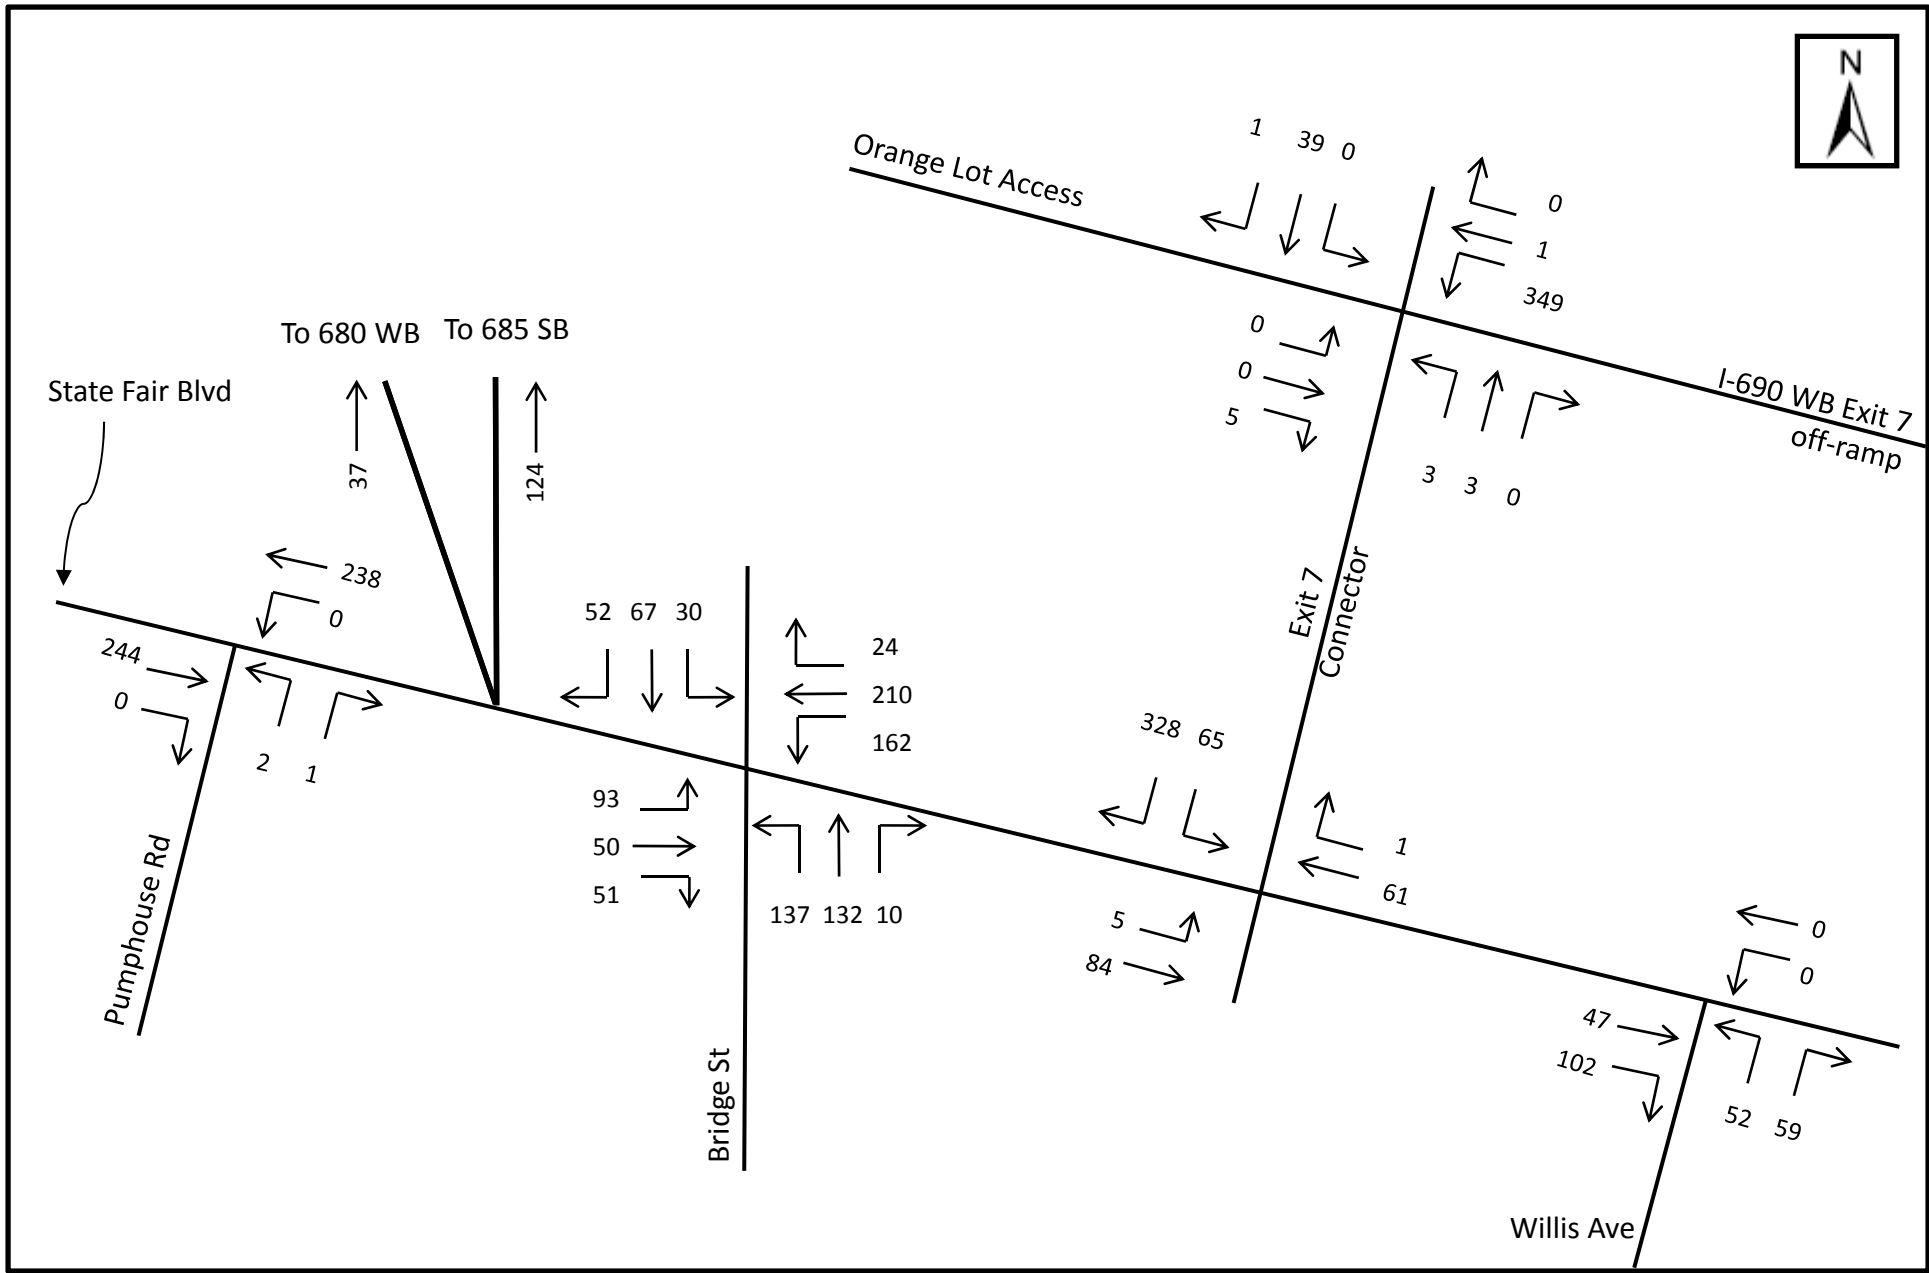 N
1 39 0
Orange Lot Access
0
1
349
0
0
5
3 3 0
I-690 WB Exit 7
off-ramp
To 680 WB
To 685 SB
37
124
State Fair Blvd
238
0
244
0
2 1
Pumphouse Rd
52 67 30
24
210
162
93
50
51
137 132 10
Bridge St
Exit 7
Connector
328 65
1
61
5
84
0
0
47
102
52 59
Willis Ave